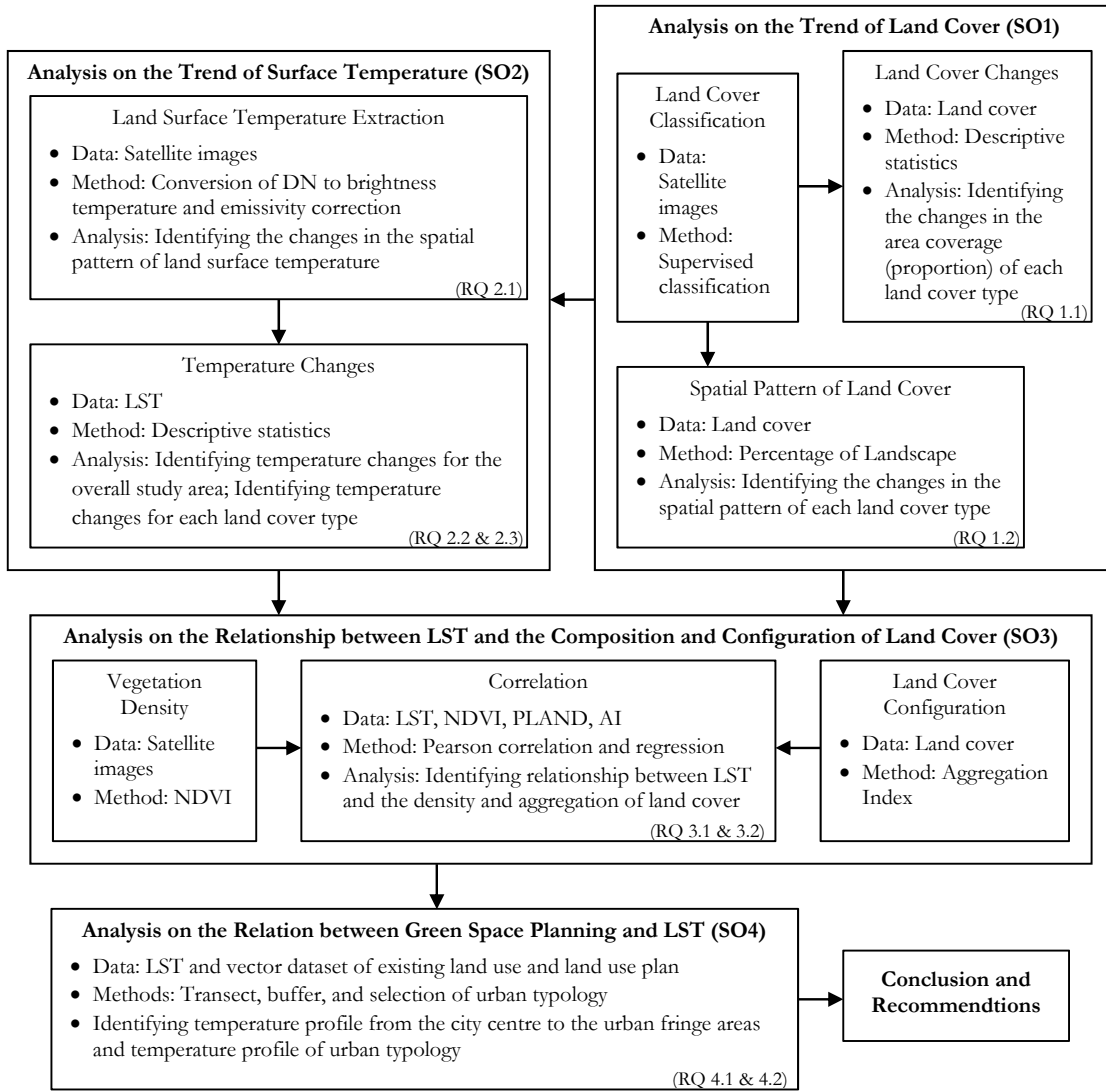 Analysis on the Trend of Land Cover (SO1)
Land Cover
Classification
• Data:
Satellite
images
• Method:
Supervised
classification
Land Cover Changes
• Data: Land cover
• Method: Descriptive
statistics
• Analysis: Identifying
the changes in the
area coverage
(proportion) of each
land cover type
(RQ 1.1)
Spatial Pattern of Land Cover
• Data: Land cover
• Method: Percentage of Landscape
• Analysis: Identifying the changes in the
spatial pattern of each land cover type
(RQ 1.2)
Analysis on the Trend of Surface Temperature (SO2)
Land Surface Temperature Extraction
• Data: Satellite images
• Method: Conversion of DN to brightness
temperature and emissivity correction
• Analysis: Identifying the changes in the spatial
pattern of land surface temperature
(RQ 2.1)
Temperature Changes
• Data: LST
• Method: Descriptive statistics
• Analysis: Identifying temperature changes for the
overall study area; Identifying temperature
changes for each land cover type
(RQ 2.2 & 2.3)
Analysis on the Relationship between LST and the Composition and Configuration of Land Cover (SO3)
Vegetation
Density
• Data: Satellite
images
• Method: NDVI
Correlation
• Data: LST, NDVI, PLAND, AI
• Method: Pearson correlation and regression
• Analysis: Identifying relationship between LST
and the density and aggregation of land cover
(RQ 3.1 & 3.2)
Land Cover
Configuration
• Data: Land cover
• Method: Aggregation
Index
Analysis on the Relation between Green Space Planning and LST (SO4)
• Data: LST and vector dataset of existing land use and land use plan
• Methods: Transect, buffer, and selection of urban typology
• Identifying temperature profile from the city centre to the urban fringe areas
and temperature profile of urban typology
(RQ 4.1 & 4.2)
Conclusion and
Recommendtions